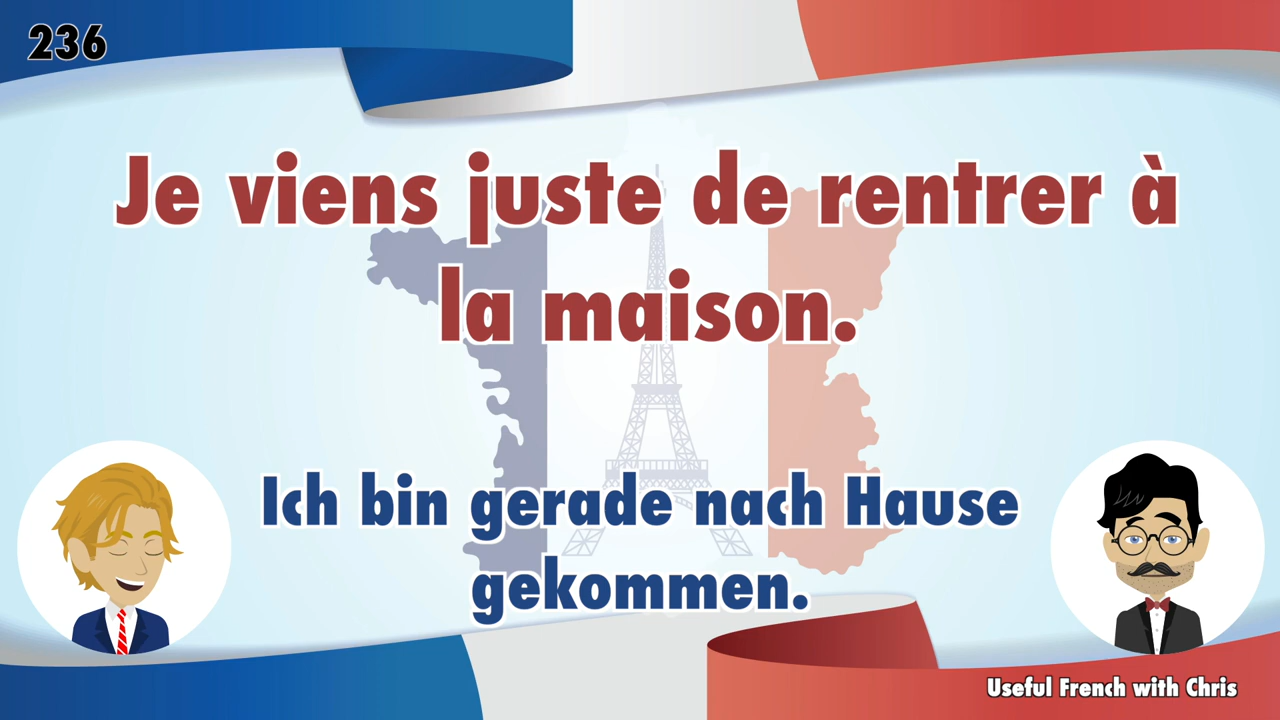 236
Je viens juste de rentrer à
la maison.
Ich bin gerade nach Hause
gekommen.
Useful French with Chris